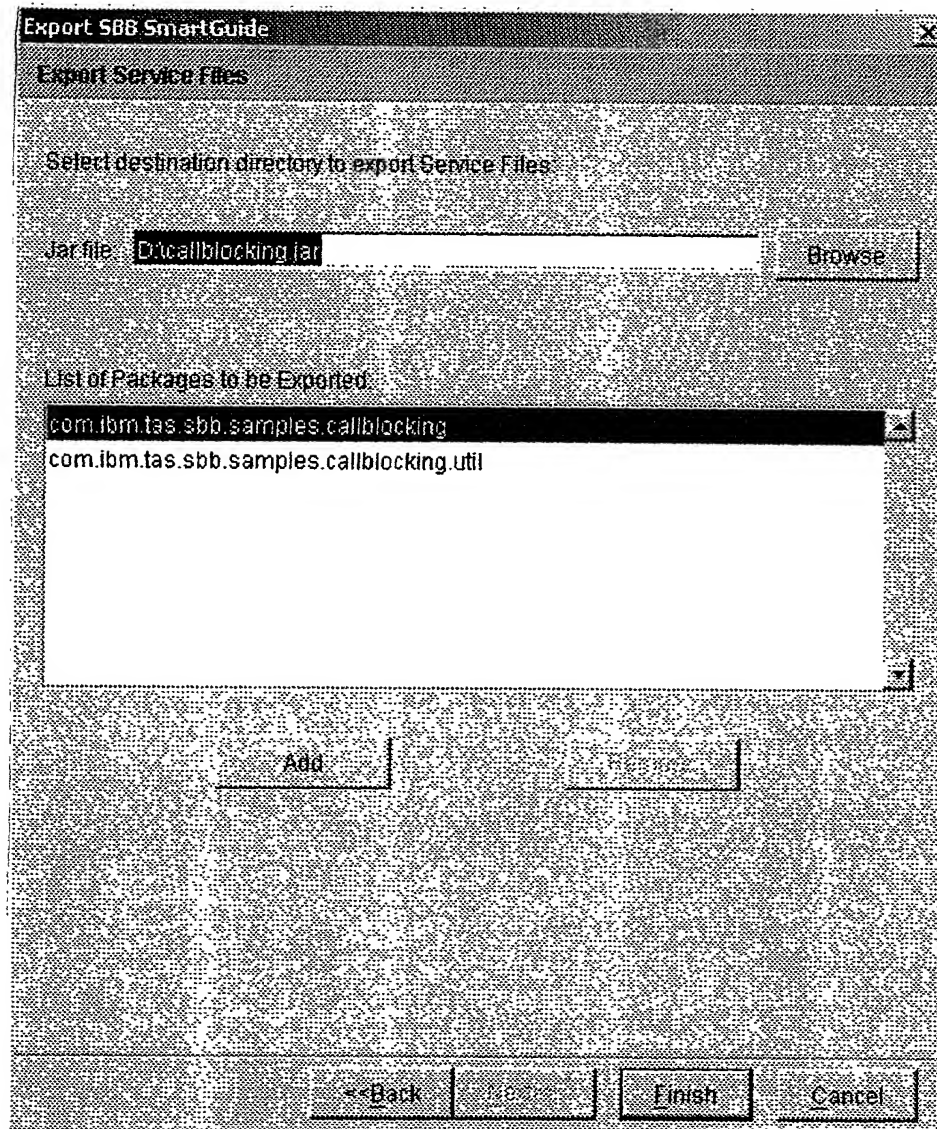 Export SBB SmartGuide
Export Service Files
Select destination directory to export Service Files:
Jar file: D:\callblocking.jar Browse
List of Packages to be Exported:
com.ibm.tas.sbb.samples.callblocking
com.ibm.tas.sbb.samples.callblocking.util
Add
<<Back Finish Cancel